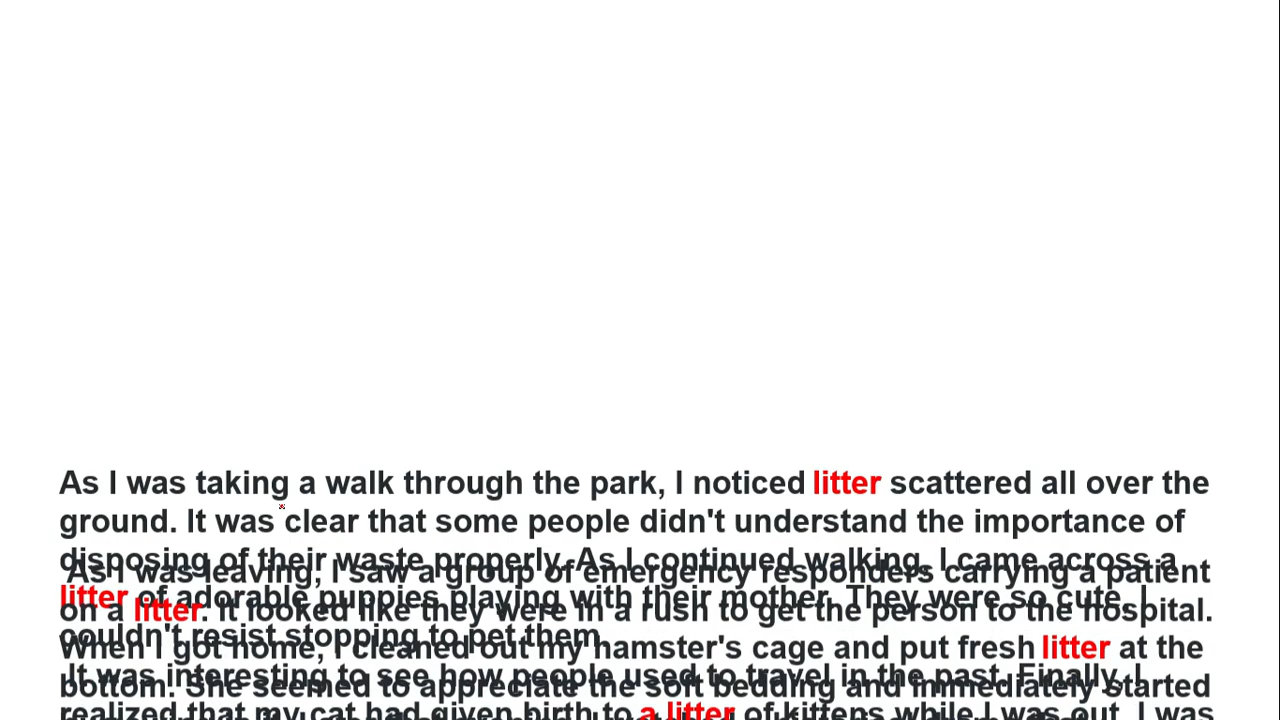 As I was taking a walk through the park, I noticed litter scattered all over the
ground. It was clear that some people didn't understand the importance of
disposing of their waste properly. As I continued walking, I came across a
litter of adorable puppies playing with their mother. They were so cute, I
couldn't resist stopping to pet them.
As I was leaving, I saw a group of emergency responders carrying a patient
on a litter. It looked like they were in a rush to get the person to the hospital.
When I got home, I cleaned out my hamster's cage and put fresh litter at the
bottom. She seemed to appreciate the soft bedding and immediately started
It was interesting to see how people used to travel in the past. Finally, I
realized that my cat had given birth to a litter of kittens while I was out. I was